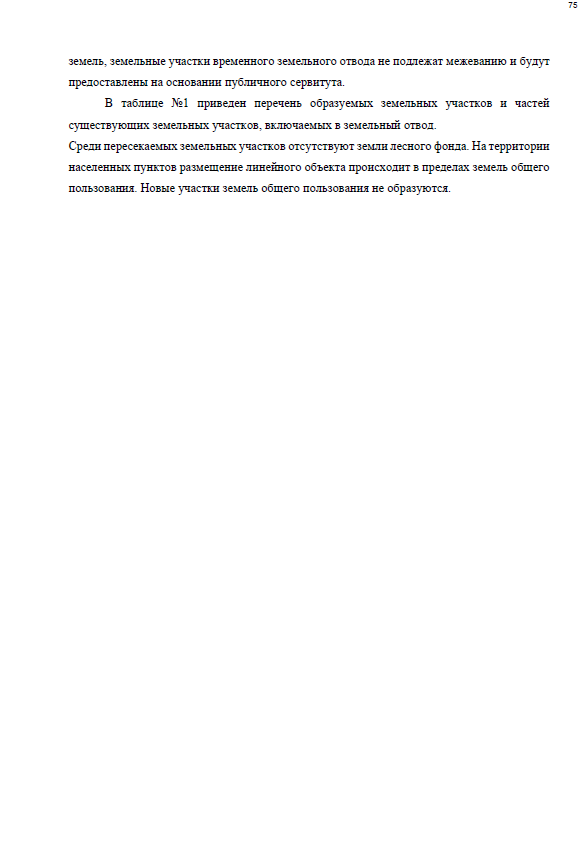 75
земель, земельные участки временного земельного отвода не подлежат межеванию и будут
предоставлены на основании публичного сервитута.
В таблице №1 приведен перечень образуемых земельных участков и частей
существующих земельных участков, включаемых в земельный отвод.
Среди пересекаемых земельных участков отсутствуют земли лесного фонда. На территории
населенных пунктов размещение линейного объекта происходит в пределах земель общего
пользования. Новые участки земель общего пользования не образуются.